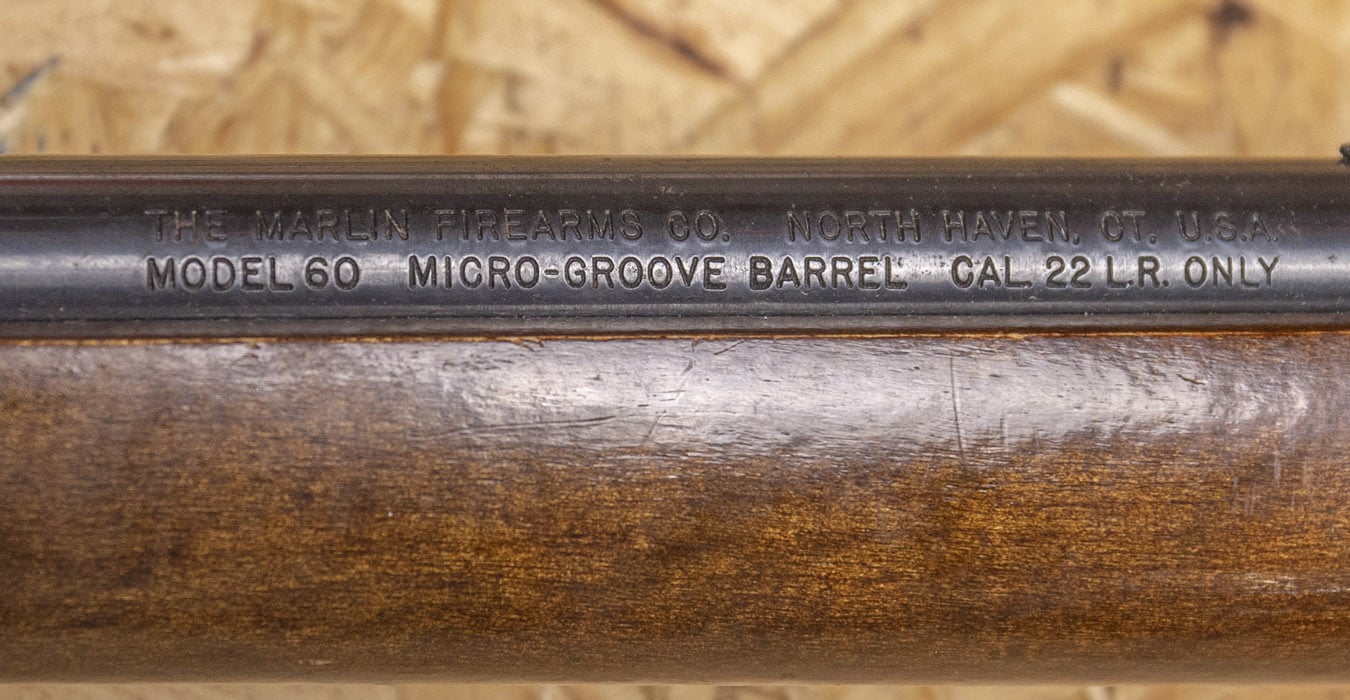 THE MARLIN FIREARMS CO. NORTH HAVEN, CT. U.S.A.
MODEL 60 MICRO-GROOVE BARREL CAL. 22 L.R. ONLY